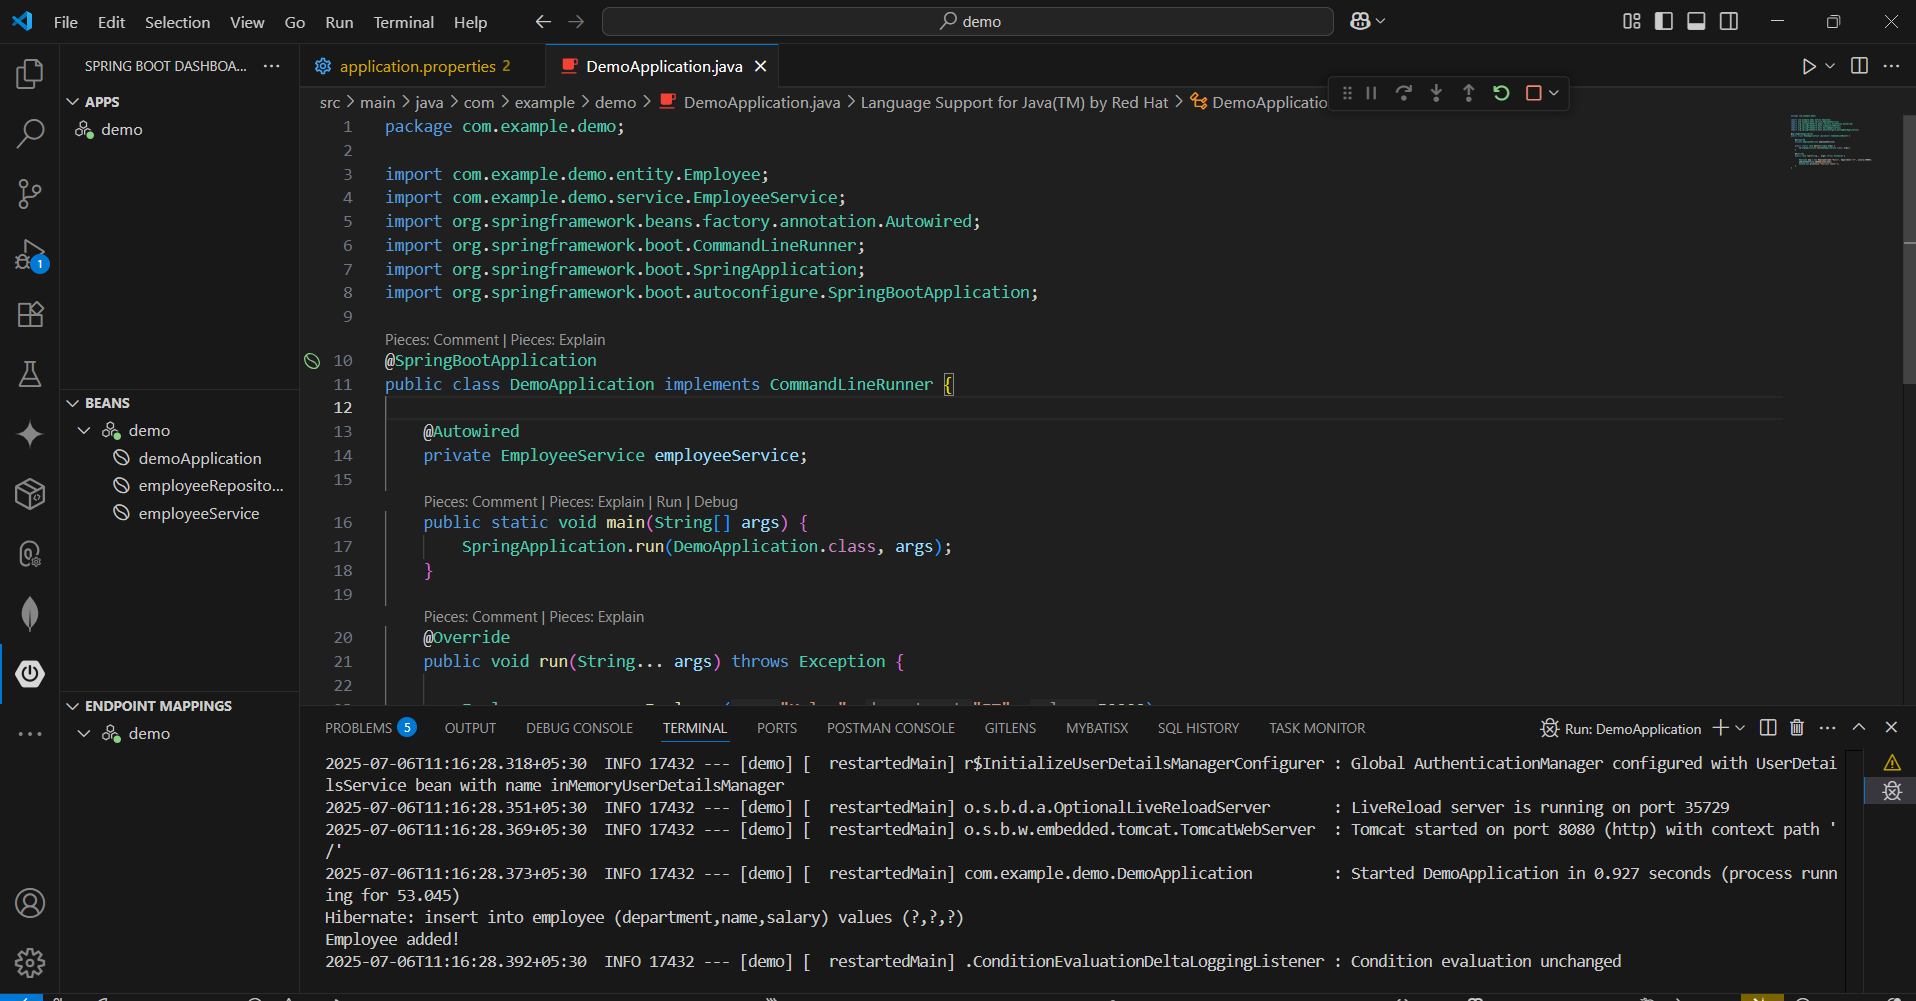 File Edit Selection View Go Run Terminal Help
demo
SPRING BOOT DASHBOA...
APPS
demo
1
BEANS
demo
demoApplication
employeeReposito...
employeeService
ENDPOINT MAPPINGS
demo
application.properties 2
DemoApplication.java
src > main > java > com > example > demo > DemoApplication.java > Language Support for Java(TM) by Red Hat > DemoApplicatio
1 package com.example.demo;
2
3 import com.example.demo.entity.Employee;
4 import com.example.demo.service.EmployeeService;
5 import org.springframework.beans.factory.annotation.Autowired;
6 import org.springframework.boot.CommandLineRunner;
7 import org.springframework.boot.SpringApplication;
8 import org.springframework.boot.autoconfigure.SpringBootApplication;
9
Pieces: Comment | Pieces: Explain
10 @SpringBootApplication
11 public class DemoApplication implements CommandLineRunner {
12
13 @Autowired
14 private EmployeeService employeeService;
15
Pieces: Comment | Pieces: Explain | Run | Debug
16 public static void main(String[] args) {
17 SpringApplication.run(DemoApplication.class, args);
18 }
19
Pieces: Comment | Pieces: Explain
20 @Override
21 public void run(String... args) throws Exception {
22
PROBLEMS 5 OUTPUT DEBUG CONSOLE TERMINAL PORTS POSTMAN CONSOLE GITLENS MYBATISX SQL HISTORY TASK MONITOR
Run: DemoApplication
2025-07-06T11:16:28.318+05:30 INFO 17432 --- [demo] [ restartedMain] r$InitializeUserDetailsManagerConfigurer : Global AuthenticationManager configured with UserDetai
lsService bean with name inMemoryUserDetailsManager
2025-07-06T11:16:28.351+05:30 INFO 17432 --- [demo] [ restartedMain] o.s.b.d.a.OptionalLiveReloadServer : LiveReload server is running on port 35729
2025-07-06T11:16:28.369+05:30 INFO 17432 --- [demo] [ restartedMain] o.s.b.w.embedded.tomcat.TomcatWebServer : Tomcat started on port 8080 (http) with context path '
/'
2025-07-06T11:16:28.373+05:30 INFO 17432 --- [demo] [ restartedMain] com.example.demo.DemoApplication : Started DemoApplication in 0.927 seconds (process runn
ing for 53.045)
Hibernate: insert into employee (department,name,salary) values (?,?,?)
Employee added!
2025-07-06T11:16:28.392+05:30 INFO 17432 --- [demo] [ restartedMain] .ConditionEvaluationDeltaLoggingListener : Condition evaluation unchanged